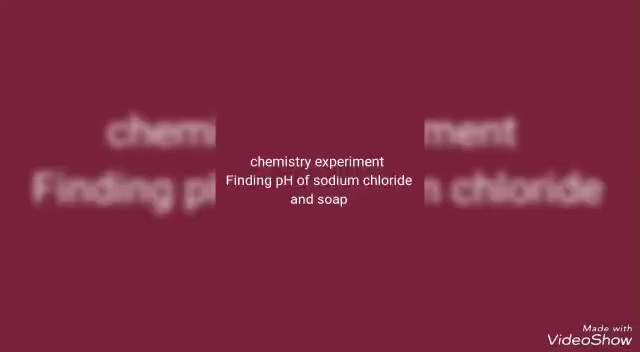 chemistry experiment
Finding pH of sodium chloride
and soap
Made with
VideoShow